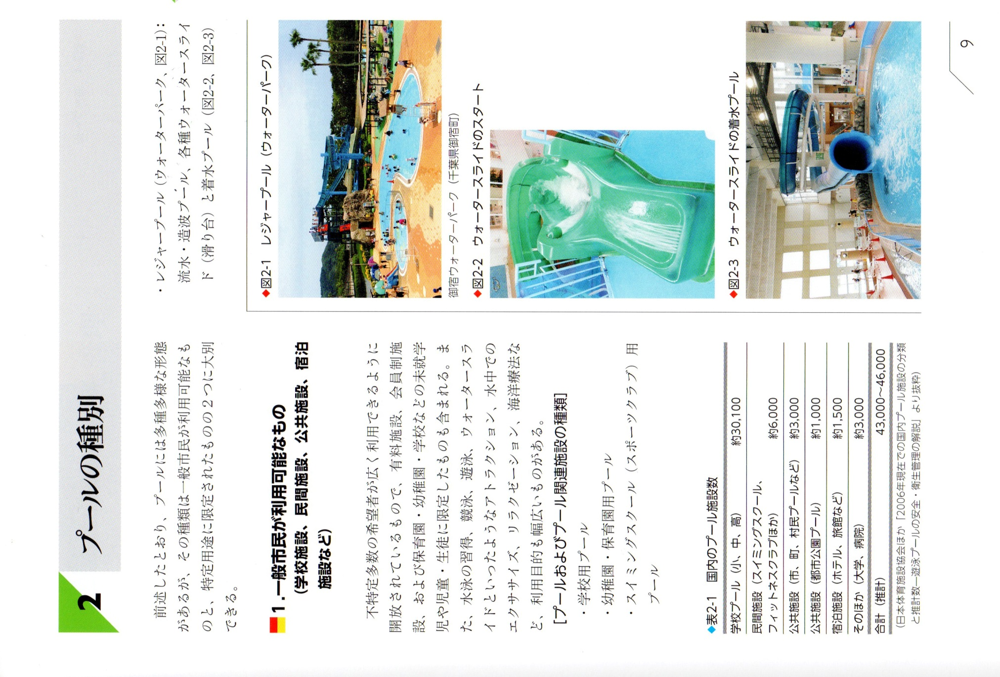 2 プールの種別
前述したとおり、プールには多種多様な形態
があるが、その種類は一般市民が利用可能なも
のと、特定用途に限定されたものの２つに大別
できる。
1.一般市民が利用可能なもの
(学校施設、民間施設、公共施設、宿泊
施設など)
不特定多数の希望者が広く利用できるように
開放されているもので、有料施設、会員制施
設、および保育園・幼稚園・学校などの未就学
児や児童・生徒に限定したものも含まれる。ま
た、水泳の習得、競泳、遊泳、ウォータースラ
イドといったようなアトラクション、水中での
エクササイズ、リラクゼーション、海洋療法な
ど、利用目的も幅広いものがある。
[プールおよびプール関連施設の種類]
・学校用プール
・幼稚園・保育園用プール
・スイミングスクール（スポーツクラブ）用
プール
◆表2-1 国内のプール施設数
学校プール（小、中、高） 約30,100
民間施設（スイミングスクール、
フィットネスクラブほか） 約6,000
公共施設（市、町、村民プールなど） 約3,000
公共施設（都市公園プール） 約1,000
宿泊施設（ホテル、旅館など） 約1,500
そのほか（大学、病院） 約3,000
合計（推計） 43,000〜46,000
（日本体育施設協会ほか「2006年現在での国内プール施設の分類
と推計数―遊泳プールの安全・衛生管理の解説」より抜粋）
・レジャープール（ウォーターパーク、図2-1）：
流水・造波プール、各種ウォータースライ
ド（滑り台）と着水プール（図2-2、図2-3）
◆図2-1 レジャープール（ウォーターパーク）
御宿ウォーターパーク（千葉県御宿町）
◆図2-2 ウォータースライドのスタート
◆図2-3 ウォータースライドの着水プール
9